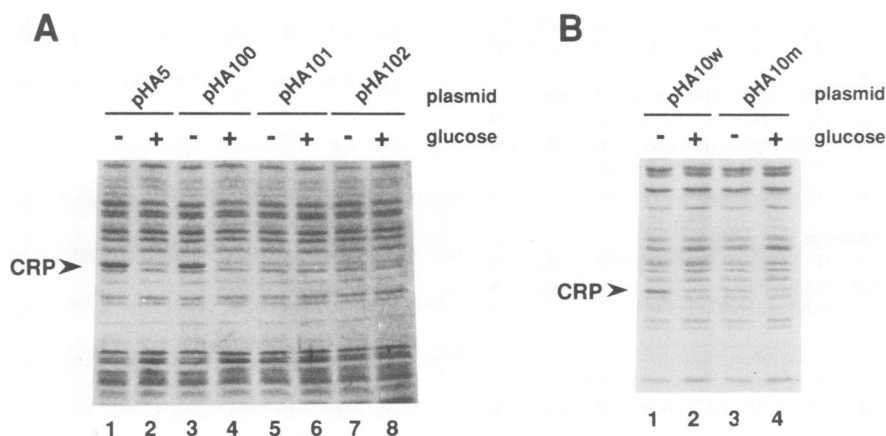 A
pHA5 pHA100 pHA101 pHA102 plasmid
- + - + - + - + glucose
CRP
1 2 3 4 5 6 7 8
B
pHA10w pHA10m plasmid
- + - + glucose
CRP
1 2 3 4